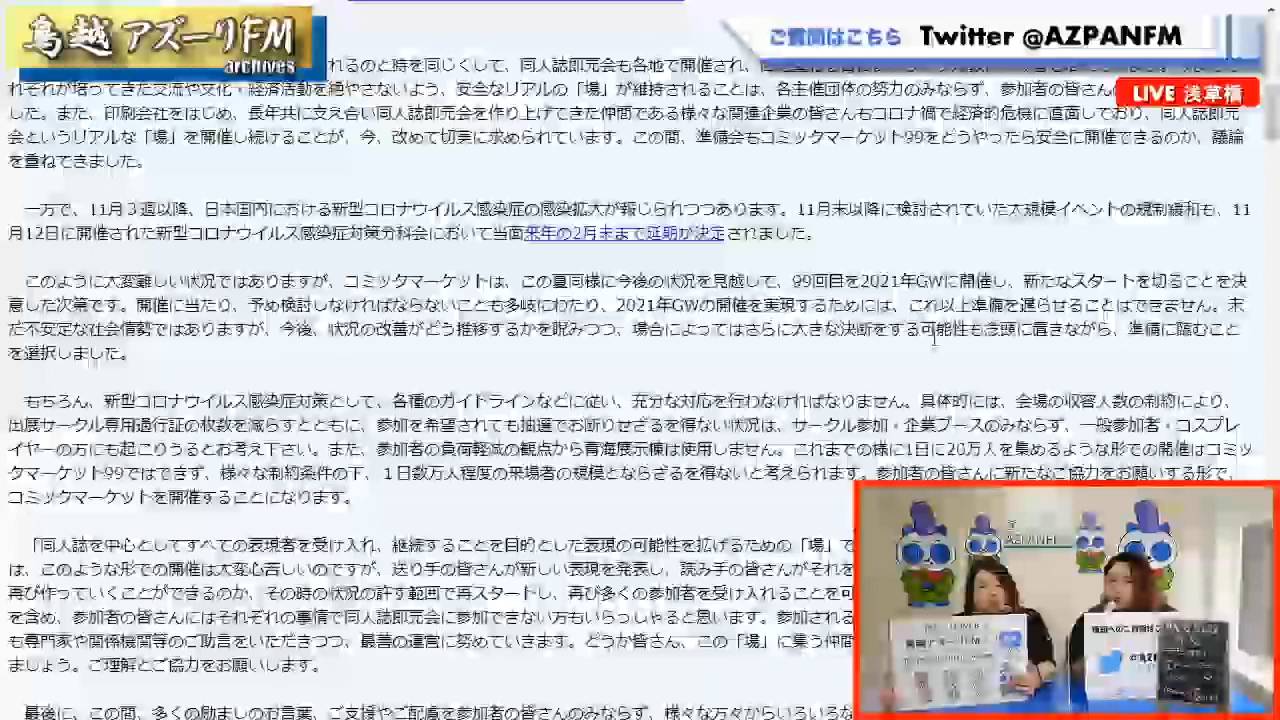 鳥越アズーリFM
archives
ご質問はこちら Twitter @AZPANFM
LIVE 浅草橋
れるのと時を同じくして、同人誌即売会も各地で開催され、
れぞれが培ってきた交流や文化・経済活動を絶やさないよう、安全なリアルの「場」が維持されることは、各主催団体の努力のみならず、参加者の皆さん
した。また、印刷会社をはじめ、長年共に支え合い同人誌即売会を作り上げてきた仲間である様々な関連企業の皆さんもコロナ禍で経済的危機に直面しており、同人誌即売
会というリアルな「場」を開催し続けることが、今、改めて切実に求められています。この間、準備会もコミックマーケット99をどうやったら安全に開催できるのか、議論
を重ねてきました。
一方で、11月３週以降、日本国内における新型コロナウイルス感染症の感染拡大が報じられつつあります。11月末以降に検討されていた大規模イベントの規制緩和も、11
月12日に開催された新型コロナウイルス感染症対策分科会において当面来年の2月末まで延期が決定されました。
このように大変難しい状況ではありますが、コミックマーケットは、この夏同様に今後の状況を見越して、99回目を2021年GWに開催し、新たなスタートを切ることを決
意した次第です。開催に当たり、予め検討しなければならないことも多岐にわたり、2021年GWの開催を実現するためには、これ以上準備を遅らせることはできません。未
だ不安定な社会情勢ではありますが、今後、状況の改善がどう推移するかを睨みつつ、場合によってはさらに大きな決断をする可能性も念頭に置きながら、準備に臨むこと
を選択しました。
もちろん、新型コロナウイルス感染症対策として、各種のガイドラインなどに従い、充分な対応を行わなければなりません。具体的には、会場の収容人数の制約により、
出展サークル専用通行証の枚数を減らすとともに、参加を希望されても抽選でお断りせざるを得ない状況は、サークル参加・企業ブースのみならず、一般参加者・コスプレ
イヤーの方にも起こりうるとお考え下さい。また、参加者の負荷軽減の観点から青海展示棟は使用しません。これまでの様に1日に20万人を集めるような形での開催はコミッ
クマーケット99ではできず、様々な制約条件の下、１日数万人程度の来場者の規模とならざるを得ないと考えられます。参加者の皆さんに新たなご協力をお願いする形で、
コミックマーケットを開催することになります。
「同人誌を中心としてすべての表現者を受け入れ、継続することを目的とした表現の可能性を拡げるための「場」で
は、このような形での開催は大変心苦しいのですが、送り手の皆さんが新しい表現を発表し、読み手の皆さんがそれを
再び作っていくことができるのか、その時の状況の許す範囲で再スタートし、再び多くの参加者を受け入れることを可
を含め、参加者の皆さんにはそれぞれの事情で同人誌即売会に参加できない方もいらっしゃると思います。参加される
も専門家や関係機関等のご助言をいただきつつ、最善の運営に努めていきます。どうか皆さん、この「場」に集う仲間
ましょう。ご理解とご協力をお願いします。
最後に、この間、多くの励ましのお言葉、ご支援やご配慮を参加者の皆さんのみならず、様々な方々からいろいろな
AZPANFM